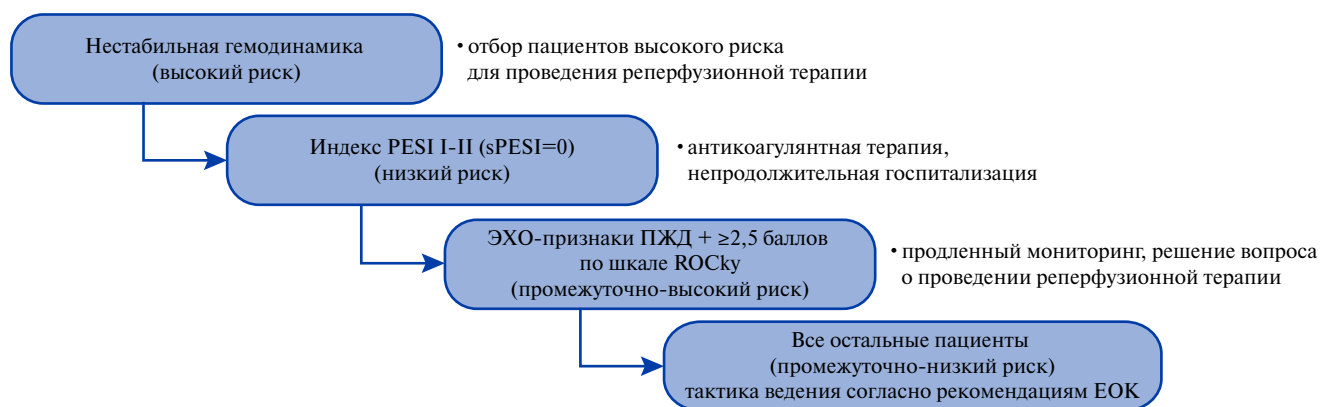 Нестабильная гемодинамика
(высокий риск)
• отбор пациентов высокого риска
для проведения реперфузионной терапии
Индекс PESI I-II (sPESI=0)
(низкий риск)
• антикоагулянтная терапия,
непродолжительная госпитализация
ЭХО-признаки ПЖД + ≥2,5 баллов
по шкале ROCky
(промежуточно-высокий риск)
• продленный мониторинг, решение вопроса
о проведении реперфузионной терапии
Все остальные пациенты
(промежуточно-низкий риск)
тактика ведения согласно рекомендациям ЕОК